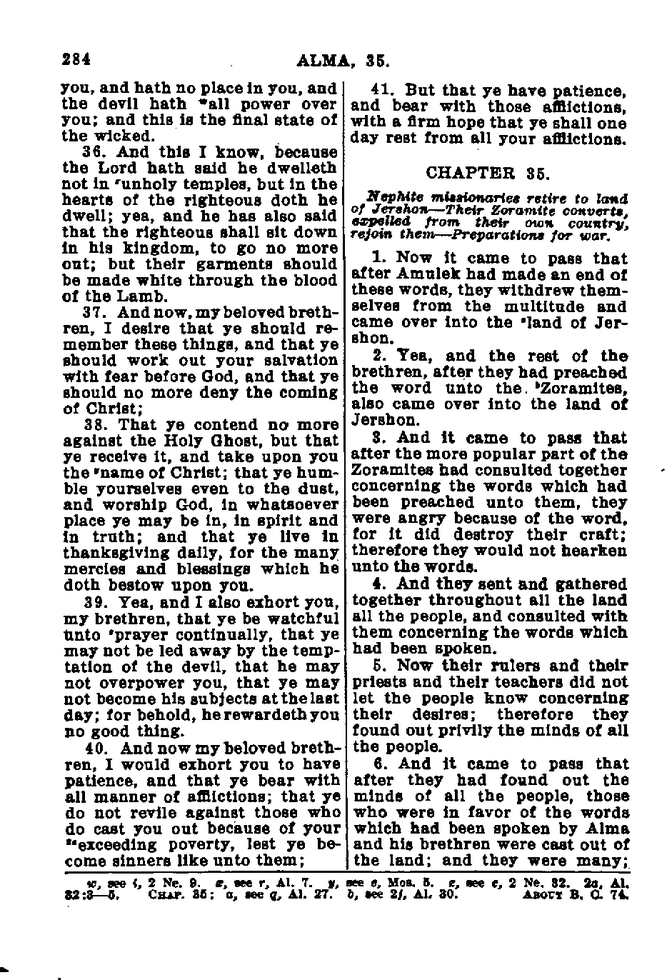 284
ALMA, 35.
you, and hath no place in you, and
the devil hath ʷall power over
you; and this is the final state of
the wicked.
36. And this I know, because
the Lord hath said he dwelleth
not in ˣunholy temples, but in the
hearts of the righteous doth he
dwell; yea, and he has also said
that the righteous shall sit down
in his kingdom, to go no more
out; but their garments should
be made white through the blood
of the Lamb.
37. And now, my beloved breth-
ren, I desire that ye should re-
member these things, and that ye
should work out your salvation
with fear before God, and that ye
should no more deny the coming
of Christ;
38. That ye contend no more
against the Holy Ghost, but that
ye receive it, and take upon you
the ʸname of Christ; that ye hum-
ble yourselves even to the dust,
and worship God, in whatsoever
place ye may be in, in spirit and
in truth; and that ye live in
thanksgiving daily, for the many
mercies and blessings which he
doth bestow upon you.
39. Yea, and I also exhort you,
my brethren, that ye be watchful
unto ᶻprayer continually, that ye
may not be led away by the temp-
tation of the devil, that he may
not overpower you, that ye may
not become his subjects at the last
day; for behold, he rewardeth you
no good thing.
40. And now my beloved breth-
ren, I would exhort you to have
patience, and that ye bear with
all manner of afflictions; that ye
do not revile against those who
do cast you out because of your
²ᵃexceeding poverty, lest ye be-
come sinners like unto them;
41. But that ye have patience,
and bear with those afflictions,
with a firm hope that ye shall one
day rest from all your afflictions.
CHAPTER 35.
Nephite missionaries retire to land
of Jershon—Their Zoramite converts,
expelled from their own country,
rejoin them—Preparations for war.
1. Now it came to pass that
after Amulek had made an end of
these words, they withdrew them-
selves from the multitude and
came over into the ᵃland of Jer-
shon.
2. Yea, and the rest of the
brethren, after they had preached
the word unto the ᵇZoramites,
also came over into the land of
Jershon.
3. And it came to pass that
after the more popular part of the
Zoramites had consulted together
concerning the words which had
been preached unto them, they
were angry because of the word,
for it did destroy their craft;
therefore they would not hearken
unto the words.
4. And they sent and gathered
together throughout all the land
all the people, and consulted with
them concerning the words which
had been spoken.
5. Now their rulers and their
priests and their teachers did not
let the people know concerning
their desires; therefore they
found out privily the minds of all
the people.
6. And it came to pass that
after they had found out the
minds of all the people, those
who were in favor of the words
which had been spoken by Alma
and his brethren were cast out of
the land; and they were many;
w, see i, 2 Ne. 9. x, see r, Al. 7. y, see e, Mos. 5. z, see e, 2 Ne. 32. 2a, Al.
32:3—5. CHAP. 35: a, see q, Al. 27. b, see 2j, Al. 30. ABOUT B. C. 74.